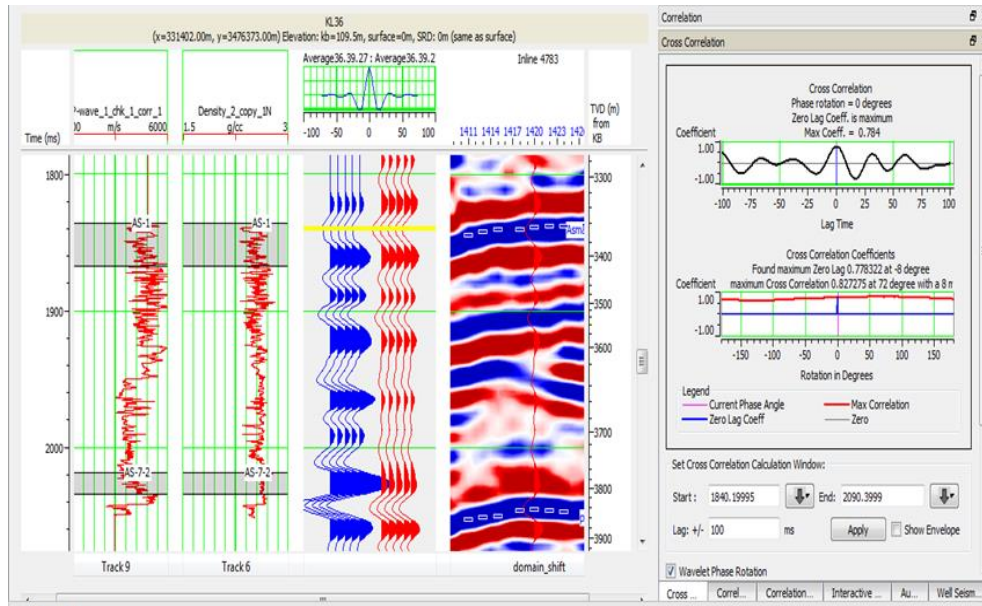 KL36
(x=331402.00m, y=3476373.00m) Elevation: kb=109.5m, surface=0m, SRD: 0m (same as surface)
Average36.39.27 : Average36.39.2
Inline 4783
-wave_1_chk_1_corr_1
Density_2_copy_1N
m/s 6000
1.5 g/cc 3
-100 -50 0 50 100
1411 1414 1417 1420 1423 142
TVD (m)
from
KB
Time (ms)
1800
1900
2000
AS-1
AS-7-2
AS-1
AS-7-2
Asma
3300
3400
3500
3600
3700
3800
3900
Track 9
Track 6
domain_shift
Correlation
Cross Correlation
Cross Correlation
Phase rotation = 0 degrees
Zero Lag Coeff. is maximum
Max Coeff. = 0.784
Coefficient
1.00
-1.00
-100 -75 -50 -25 0 25 50 75 100
Lag Time
Cross Correlation Coefficients
Found maximum Zero Lag 0.778322 at -8 degree
maximum Cross Correlation 0.827275 at 72 degree with a 8 m
Coefficient
1.00
-1.00
-150 -100 -50 0 50 100 150
Rotation in Degrees
Legend
Current Phase Angle
Max Correlation
Zero Lag Coeff
Zero
Set Cross Correlation Calculation Window:
Start: 1840.19995 End: 2090.3999
Lag: +/- 100 ms Apply Show Envelope
Wavelet Phase Rotation
Cross ... Correl... Correlation... Interactive ... Au... Well Seism